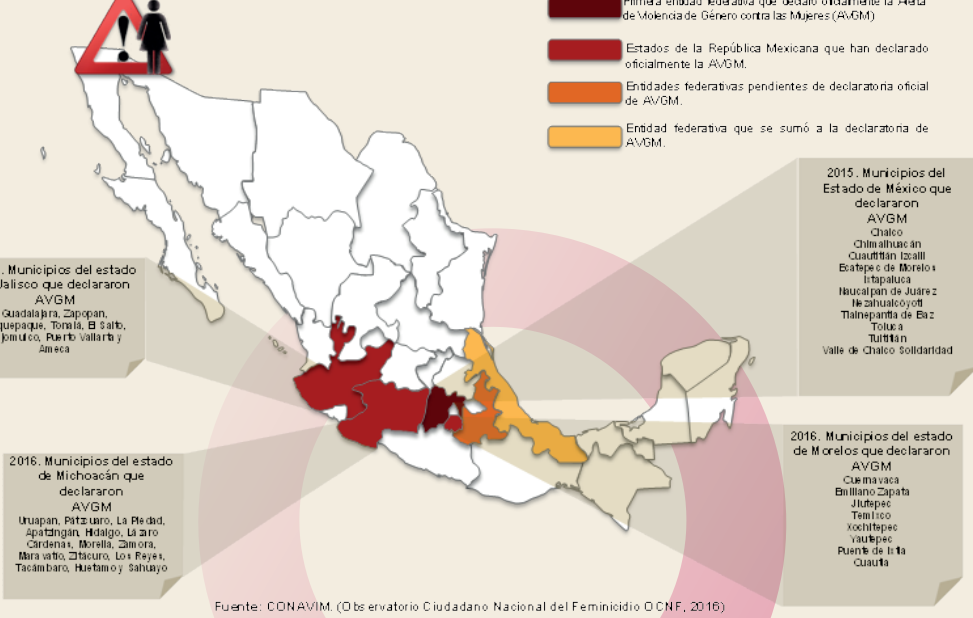 Primera entidad federativa que declaró oficialmente la Alerta
de Violencia de Género contra las Mujeres (AVGM)
Estados de la República Mexicana que han declarado
oficialmente la AVGM.
Entidades federativas pendientes de declaratoria oficial
de AVGM.
Entidad federativa que se sumó a la declaratoria de
AVGM.
2015. Municipios del
Estado de México que
declararon
AVGM
Chalco
Chimalhuacán
Cuautitlán Izcalli
Ecatepec de Morelos
Ixtapaluca
Naucalpan de Juárez
Nezahualcóyotl
Tlalnepantla de Baz
Toluca
Tultitlán
Valle de Chalco Solidaridad
. Municipios del estado
Jalisco que declararon
AVGM
Guadalajara, Zapopan,
quepaque, Tonalá, El Salto,
jomulco, Puerto Vallarta y
Ameca
2016. Municipios del estado
de Michoacán que
declararon
AVGM
Uruapan, Pátzcuaro, La Piedad,
Apatzingán, Hidalgo, Lázaro
Cárdenas, Morelia, Zamora,
Maravatío, Zitácuro, Los Reyes,
Tacámbaro, Huetamo y Sahuayo
2016. Municipios del estado
de Morelos que declararon
AVGM
Cuernavaca
Emiliano Zapata
Jiutepec
Temixco
Xochitepec
Yautepec
Puente de Ixtla
Cuautla
Fuente: CONAVIM. (Observatorio Ciudadano Nacional del Feminicidio OCNF, 2016)